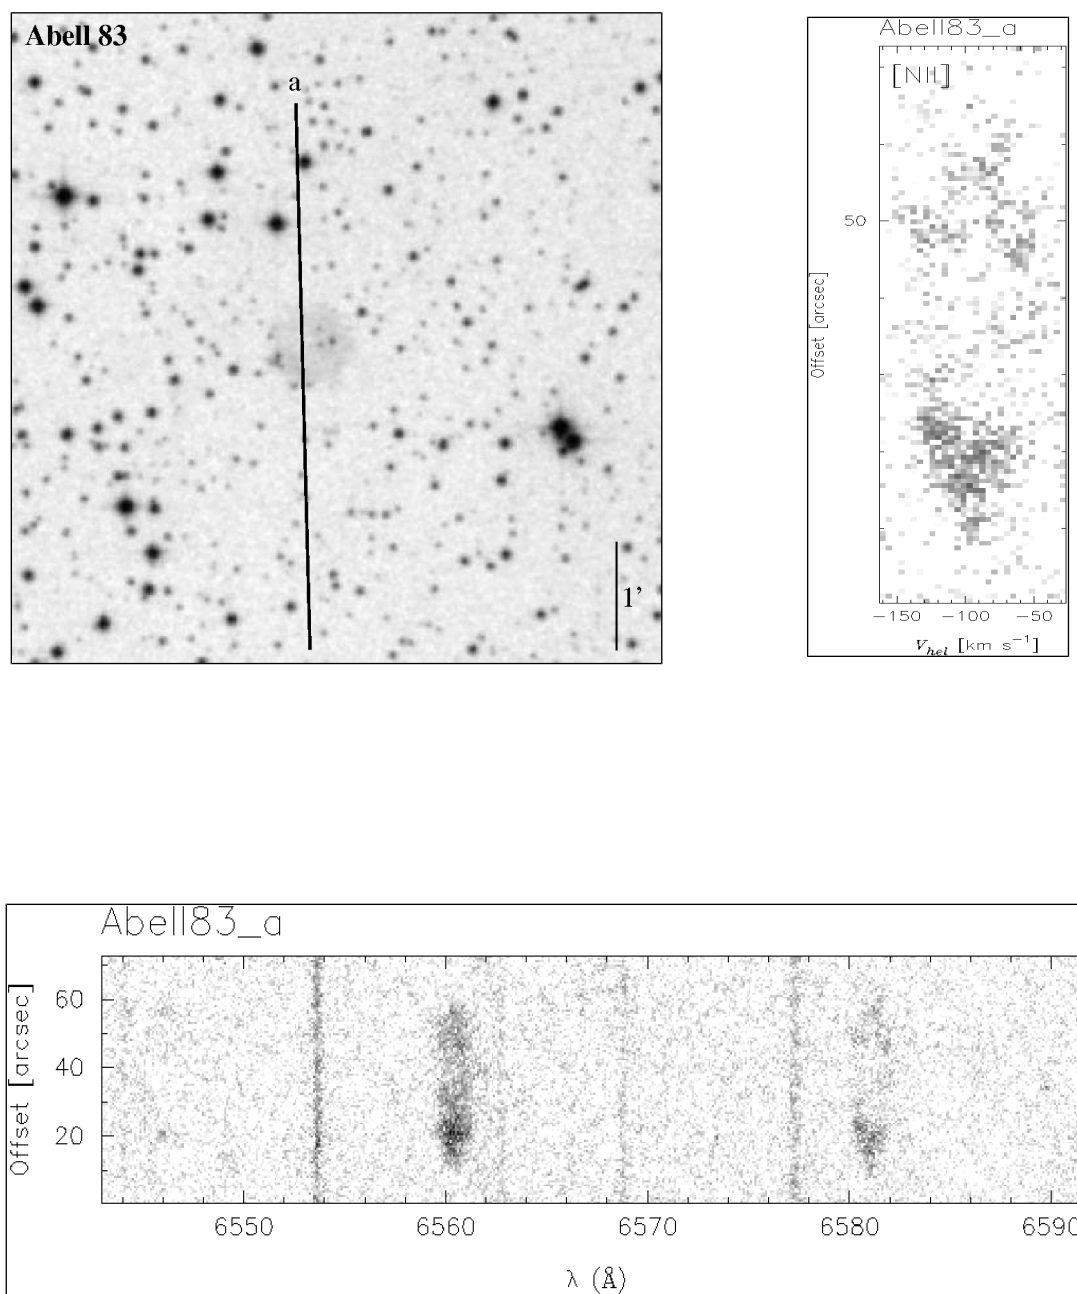 Abell 83
a
1’
Abell83_a
[NII]
50
Offset [arcsec]
−150 −100 −50
V_hel [km s⁻¹]
Abell83_a
60
40
20
Offset [arcsec]
6550 6560 6570 6580 6590
λ (Å)